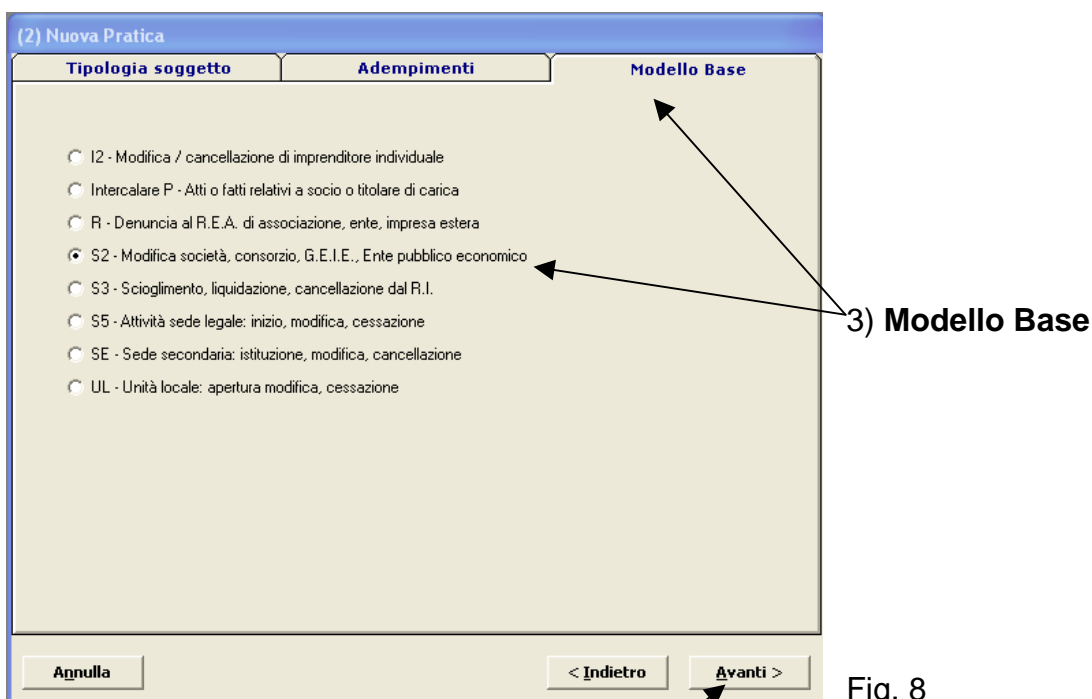 (2) Nuova Pratica
Tipologia soggetto Adempimenti Modello Base
I2 - Modifica / cancellazione di imprenditore individuale
Intercalare P - Atti o fatti relativi a socio o titolare di carica
R - Denuncia al R.E.A. di associazione, ente, impresa estera
S2 - Modifica società, consorzio, G.E.I.E., Ente pubblico economico
S3 - Scioglimento, liquidazione, cancellazione dal R.I.
S5 - Attività sede legale: inizio, modifica, cessazione
3) Modello Base
SE - Sede secondaria: istituzione, modifica, cancellazione
UL - Unità locale: apertura modifica, cessazione
Annulla < Indietro Avanti >
Fig. 8